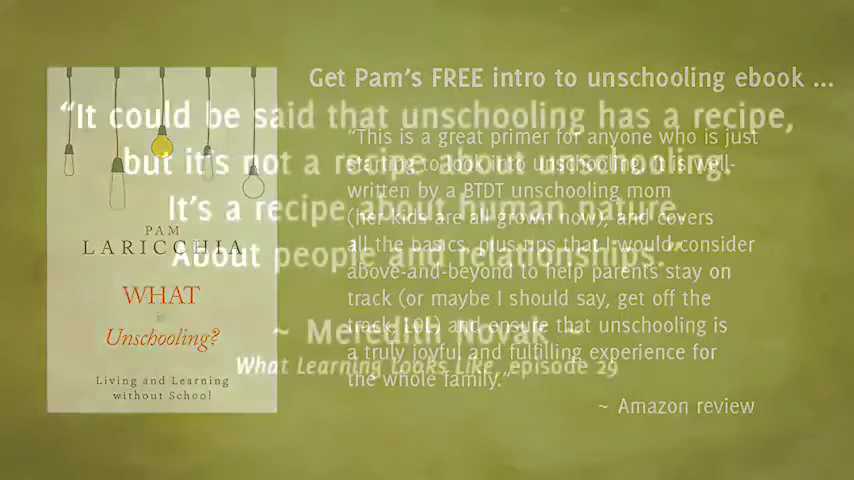 Get Pam's FREE intro to unschooling ebook ...
"It could be said that unschooling has a recipe,
but it's not a recipe about unschooling.
It's a recipe about human nature.
About people and relationships."
~ Meredith Novak ~
What Learning Looks Like, episode 29
"This is a great primer for anyone who is just
starting to look into unschooling. It is well-
written by a BTDT unschooling mom
(her kids are all grown now), and covers
all the basics, plus tips that I would consider
above-and-beyond to help parents stay on
track (or maybe I should say, get off the
track, LOL) and ensure that unschooling is
a truly joyful and fulfilling experience for
the whole family."
~ Amazon review
PAM
LARICCHIA
WHAT
is
Unschooling?
Living and Learning
without School